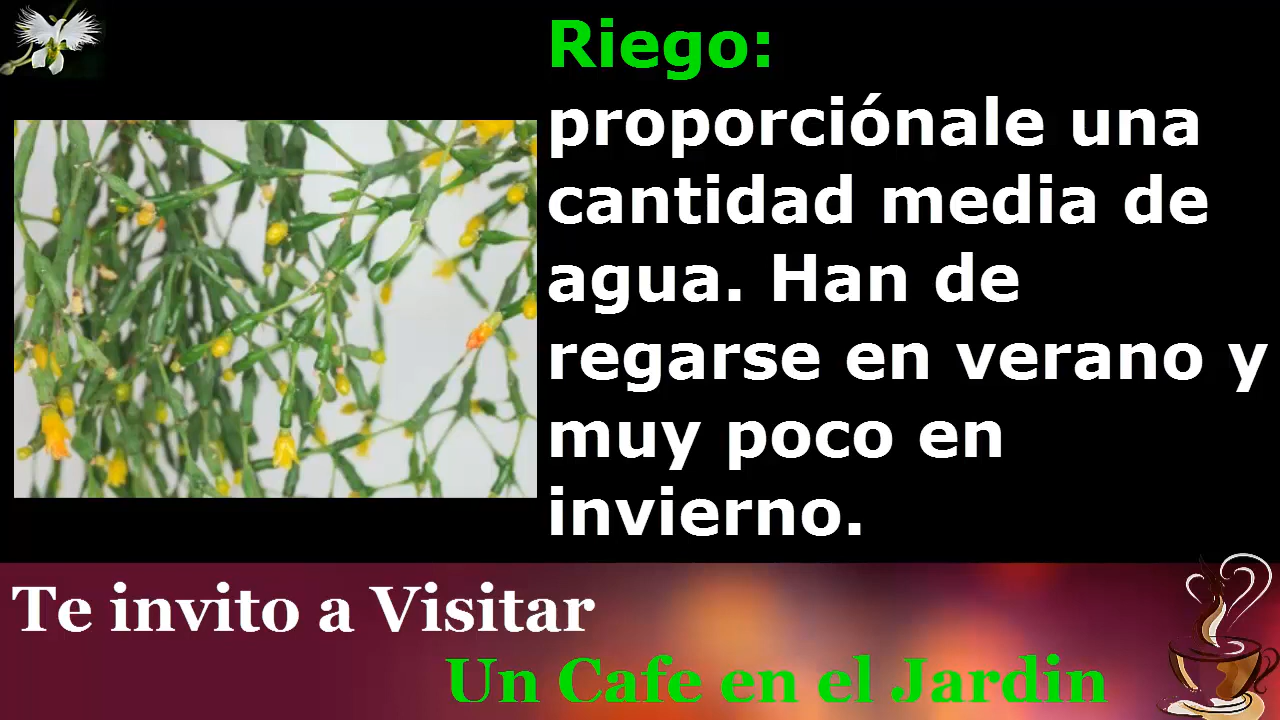 Riego:
proporciónale una
cantidad media de
agua. Han de
regarse en verano y
muy poco en
invierno.
Te invito a Visitar
Un Cafe en el Jardin